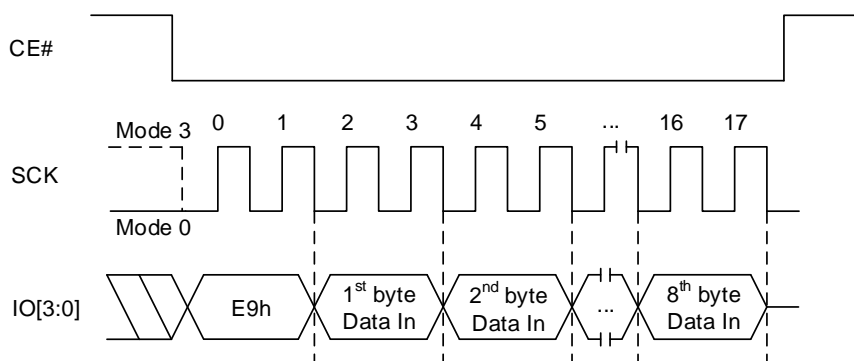 CE#
Mode 3
0 1 2 3 4 5 ... 16 17
SCK
Mode 0
IO[3:0]
E9h
1st byte
Data In
2nd byte
Data In
...
8th byte
Data In